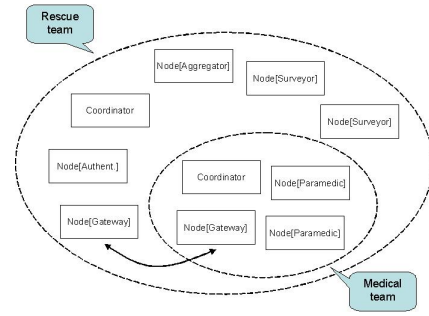 Rescue
team
Node[Aggregator]
Node[Surveyor]
Coordinator
Node[Surveyor]
Node[Authent.]
Coordinator
Node[Paramedic]
Node[Gateway]
Node[Gateway]
Node[Paramedic]
Medical
team